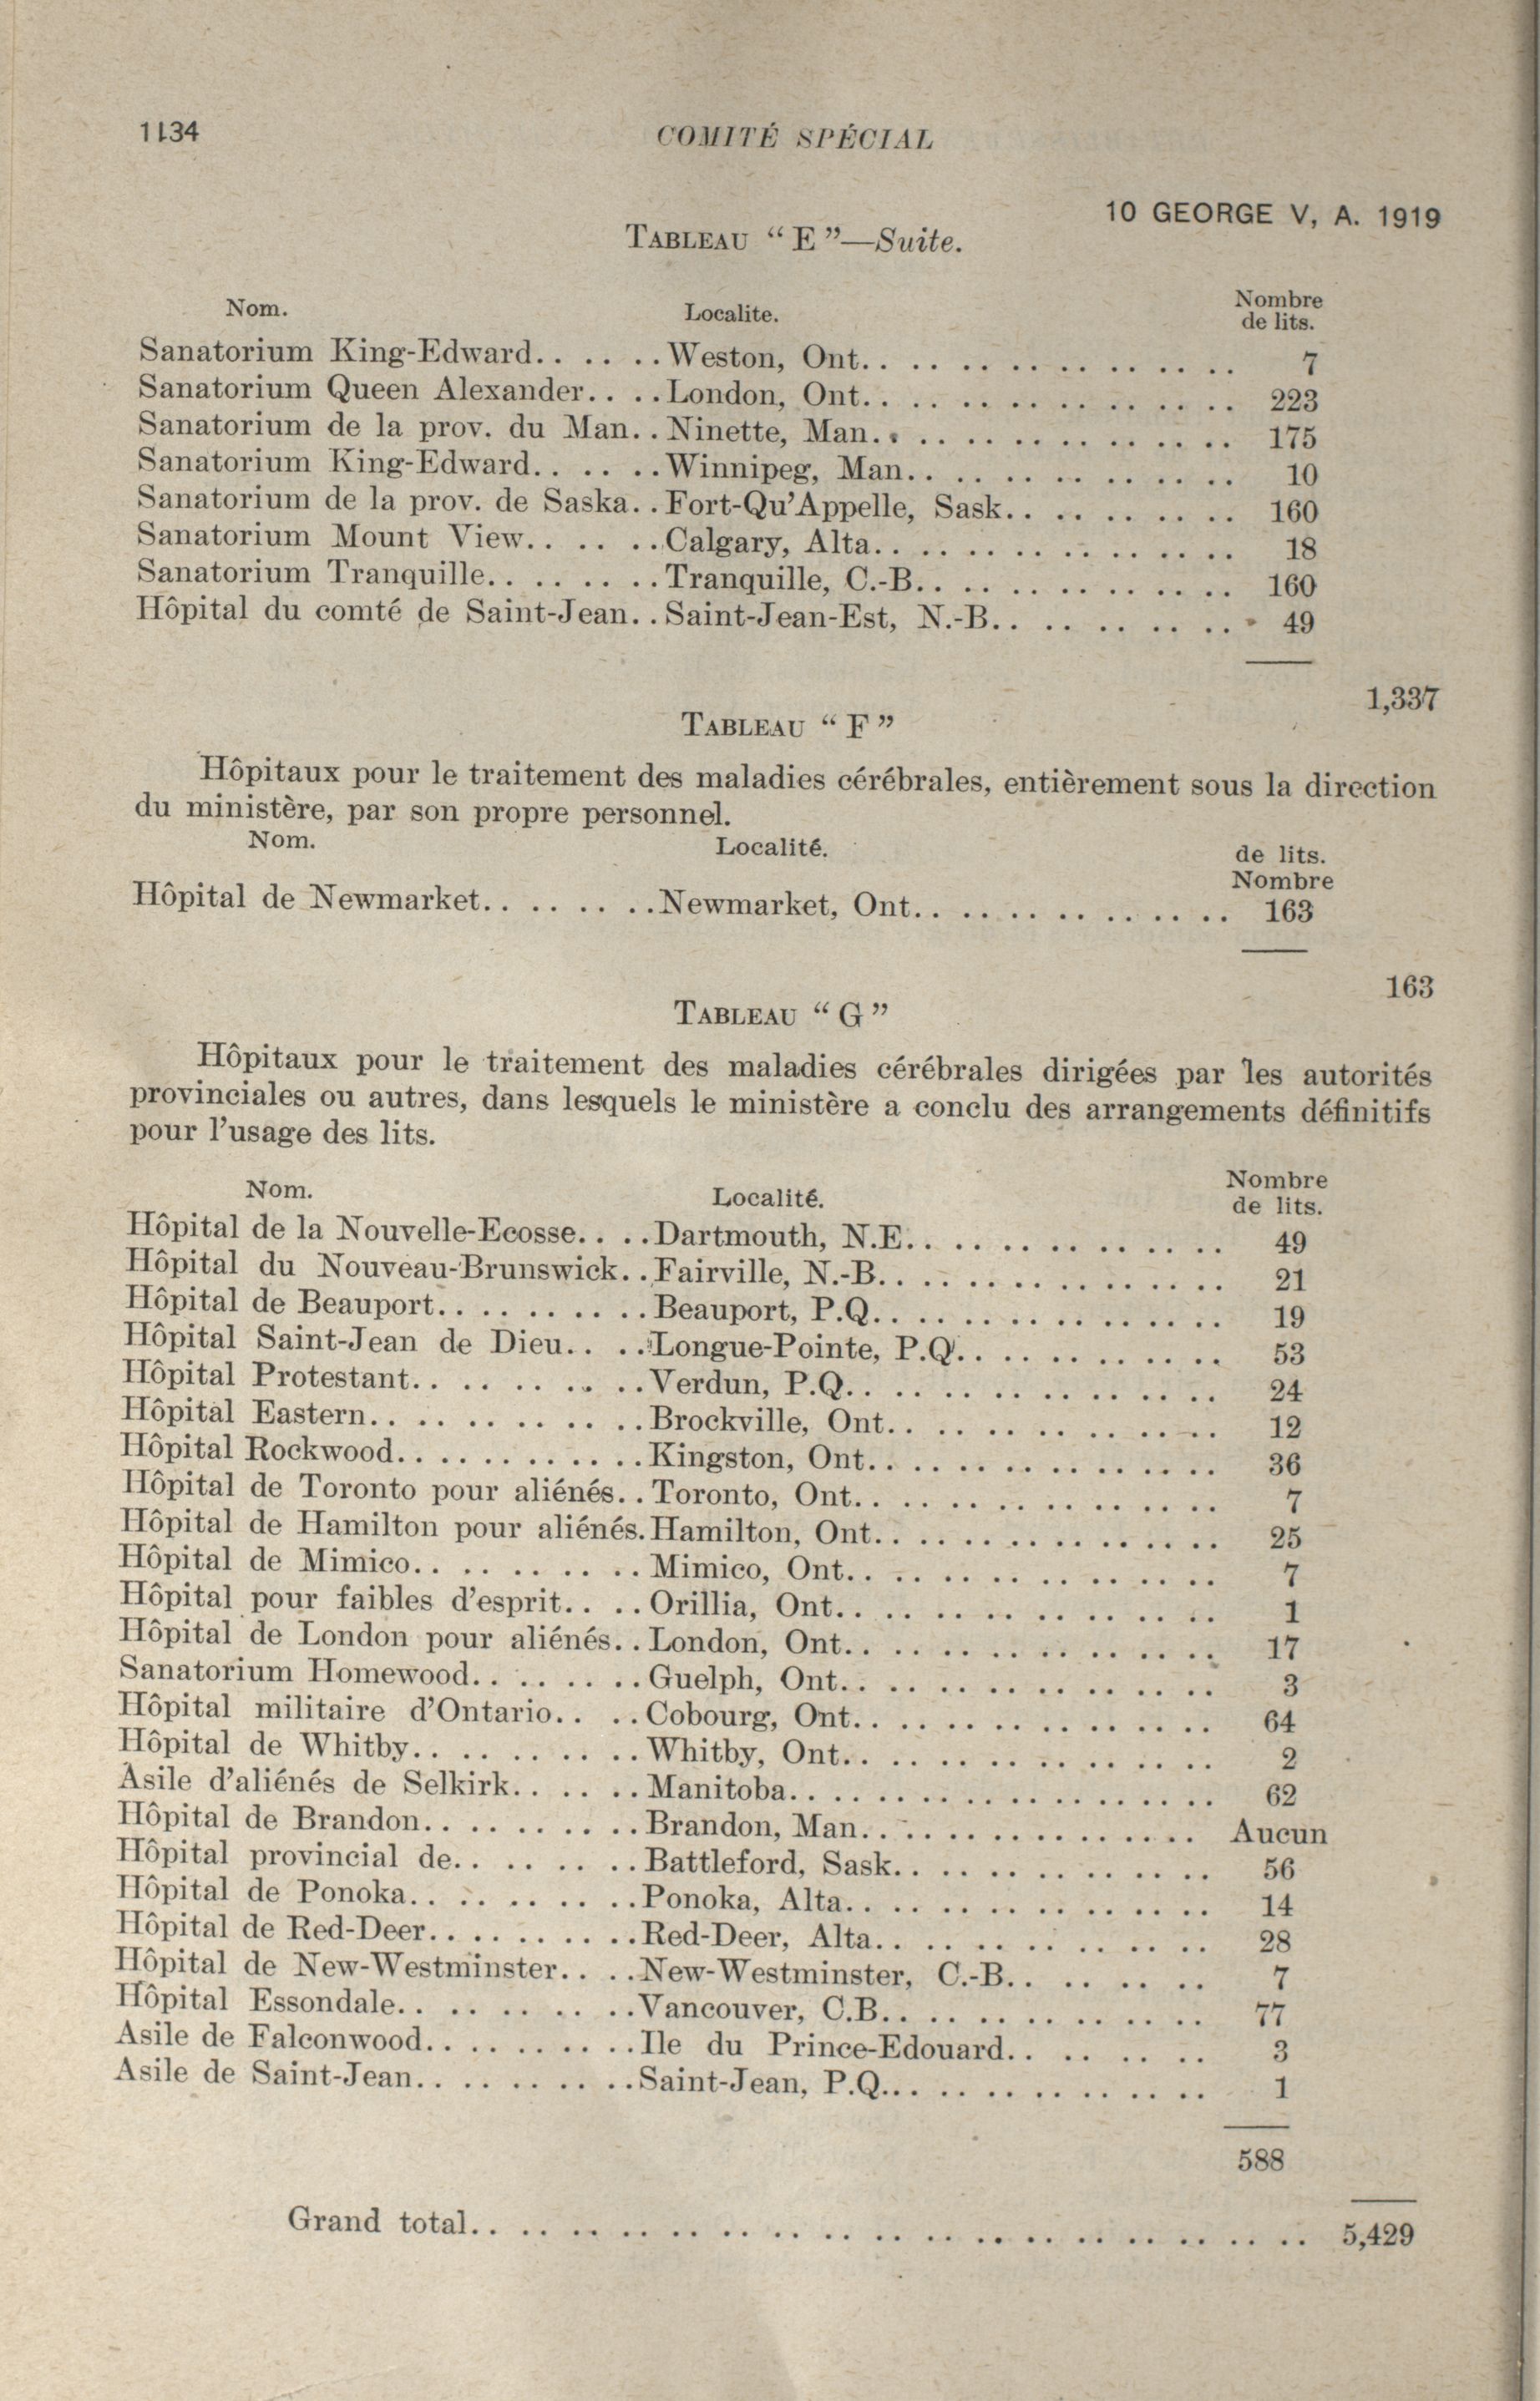 1134
COMITÉ SPÉCIAL
10 GEORGE V, A. 1919
TABLEAU “E”—Suite.
Nom. Localite. Nombre
de lits.
Sanatorium King-Edward. . . . . . Weston, Ont. . . . . . . . . . . . . . . . 7
Sanatorium Queen Alexander. . . . London, Ont. . . . . . . . . . . . . . . . 223
Sanatorium de la prov. du Man. . Ninette, Man. . . . . . . . . . . . . . . . 175
Sanatorium King-Edward. . . . . . Winnipeg, Man. . . . . . . . . . . . . . 10
Sanatorium de la prov. de Saska. . Fort-Qu’Appelle, Sask. . . . . . . . . . 160
Sanatorium Mount View. . . . . . Calgary, Alta. . . . . . . . . . . . . . . . 18
Sanatorium Tranquille. . . . . . . . Tranquille, C.-B. . . . . . . . . . . . . . 160
Hôpital du comté de Saint-Jean. . Saint-Jean-Est, N.-B. . . . . . . . . . . 49
1,337
TABLEAU “F”
Hôpitaux pour le traitement des maladies cérébrales, entièrement sous la direction
du ministère, par son propre personnel.
Nom. Localité. de lits.
Nombre
Hôpital de Newmarket. . . . . . . . Newmarket, Ont. . . . . . . . . . . . . . 163
163
TABLEAU “G”
Hôpitaux pour le traitement des maladies cérébrales dirigées par les autorités
provinciales ou autres, dans lesquels le ministère a conclu des arrangements définitifs
pour l’usage des lits.
Nom. Localité. Nombre
de lits.
Hôpital de la Nouvelle-Ecosse. . . . Dartmouth, N.E. . . . . . . . . . . . . . 49
Hôpital du Nouveau-Brunswick. . Fairville, N.-B. . . . . . . . . . . . . . . . 21
Hôpital de Beauport. . . . . . . . . . Beauport, P.Q. . . . . . . . . . . . . . . . 19
Hôpital Saint-Jean de Dieu. . . . Longue-Pointe, P.Q. . . . . . . . . . . . 53
Hôpital Protestant. . . . . . . . . . Verdun, P.Q. . . . . . . . . . . . . . . . . 24
Hôpital Eastern. . . . . . . . . . . . Brockville, Ont. . . . . . . . . . . . . . . 12
Hôpital Rockwood. . . . . . . . . . . Kingston, Ont. . . . . . . . . . . . . . . . 36
Hôpital de Toronto pour aliénés. . Toronto, Ont. . . . . . . . . . . . . . . . 7
Hôpital de Hamilton pour aliénés. Hamilton, Ont. . . . . . . . . . . . . . . . 25
Hôpital de Mimico. . . . . . . . . . Mimico, Ont. . . . . . . . . . . . . . . . . 7
Hôpital pour faibles d’esprit. . . . Orillia, Ont. . . . . . . . . . . . . . . . . 1
Hôpital de London pour aliénés. . London, Ont. . . . . . . . . . . . . . . . . 17
Sanatorium Homewood. . . . . . . . Guelph, Ont. . . . . . . . . . . . . . . . . 3
Hôpital militaire d’Ontario. . . . Cobourg, Ont. . . . . . . . . . . . . . . . 64
Hôpital de Whitby. . . . . . . . . . Whitby, Ont. . . . . . . . . . . . . . . . . 2
Asile d’aliénés de Selkirk. . . . . . Manitoba. . . . . . . . . . . . . . . . . . 62
Hôpital de Brandon. . . . . . . . . . Brandon, Man. . . . . . . . . . . . . . . Aucun
Hôpital provincial de. . . . . . . . Battleford, Sask. . . . . . . . . . . . . . . 56
Hôpital de Ponoka. . . . . . . . . . Ponoka, Alta. . . . . . . . . . . . . . . . . 14
Hôpital de Red-Deer. . . . . . . . . . Red-Deer, Alta. . . . . . . . . . . . . . . 28
Hôpital de New-Westminster. . . . New-Westminster, C.-B. . . . . . . . . 7
Hôpital Essondale. . . . . . . . . . Vancouver, C.B. . . . . . . . . . . . . . . 77
Asile de Falconwood. . . . . . . . . . Ile du Prince-Edouard. . . . . . . . . 3
Asile de Saint-Jean. . . . . . . . . . Saint-Jean, P.Q. . . . . . . . . . . . . . . 1
588
Grand total. . . . . . . . . . . . . . . . . . . . . . . . . . . . . . . . . . 5,429